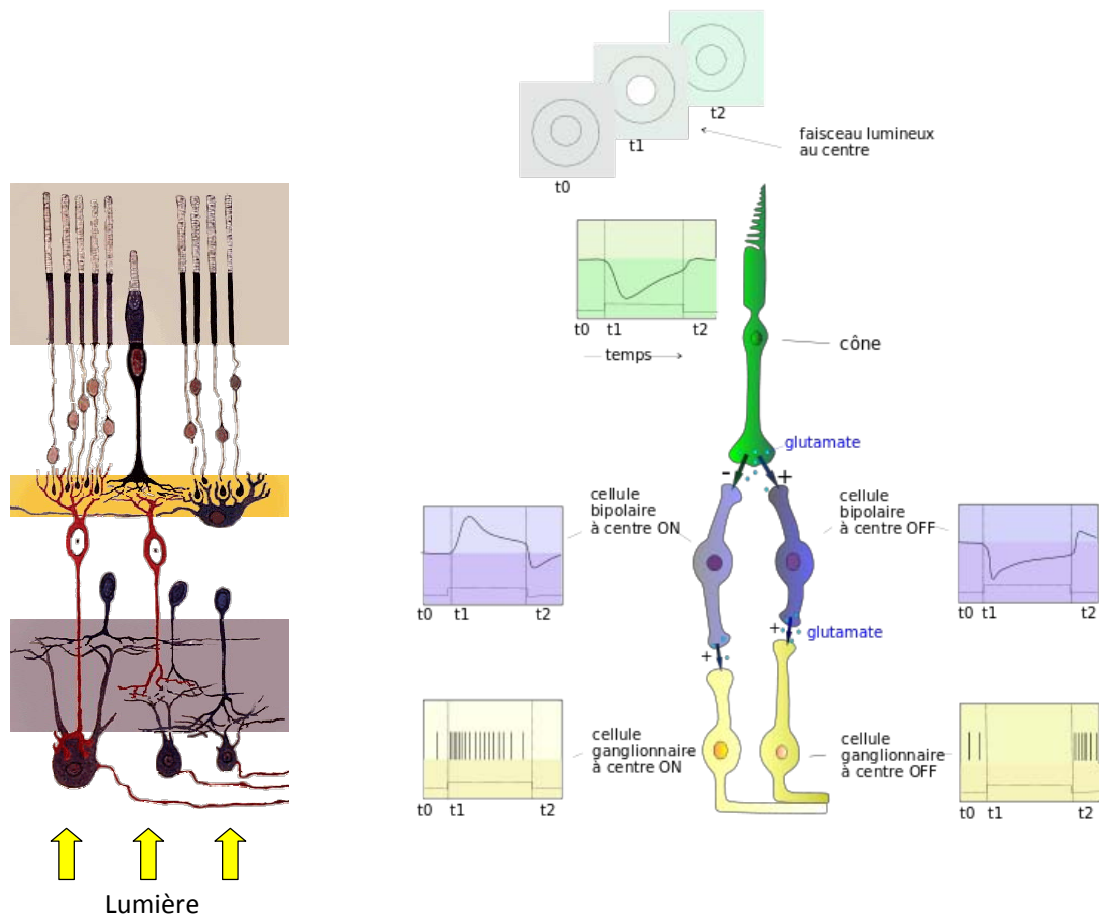 t2
t1
t0
faisceau lumineux
au centre
t0
t1
t2
temps
cône
glutamate
-
+
cellule
bipolaire
à centre ON
cellule
bipolaire
à centre OFF
t0
t1
t2
t0
t1
t2
glutamate
+
+
cellule
ganglionnaire
à centre ON
cellule
ganglionnaire
à centre OFF
t0
t1
t2
t0
t1
t2
Lumière